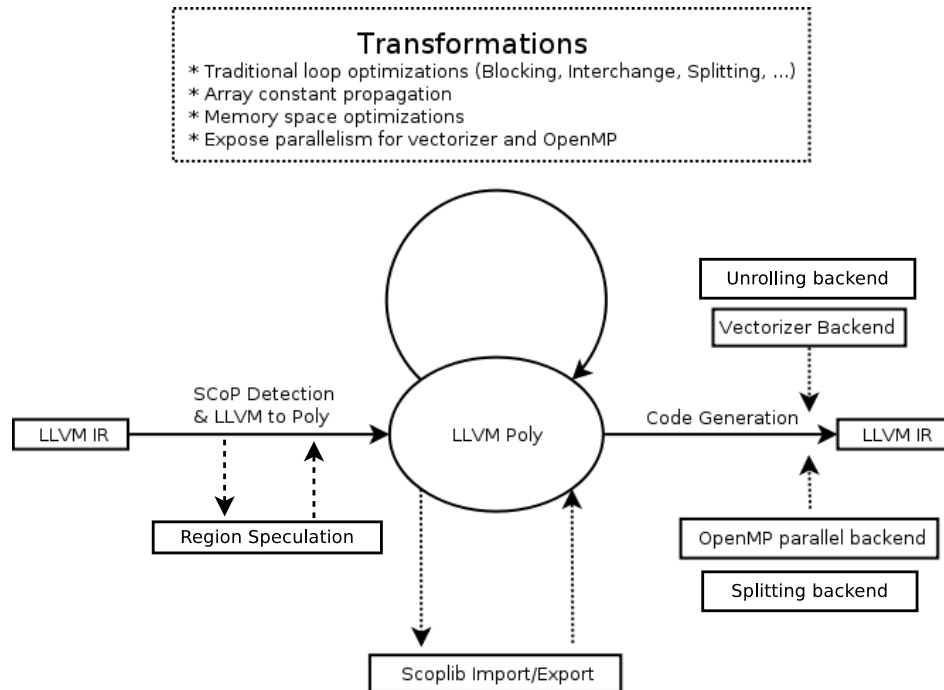 Transformations
* Traditional loop optimizations (Blocking, Interchange, Splitting, ...)
* Array constant propagation
* Memory space optimizations
* Expose parallelism for vectorizer and OpenMP
Unrolling backend
Vectorizer Backend
SCoP Detection
& LLVM to Poly
Code Generation
LLVM IR
LLVM Poly
LLVM IR
Region Speculation
OpenMP parallel backend
Splitting backend
Scoplib Import/Export